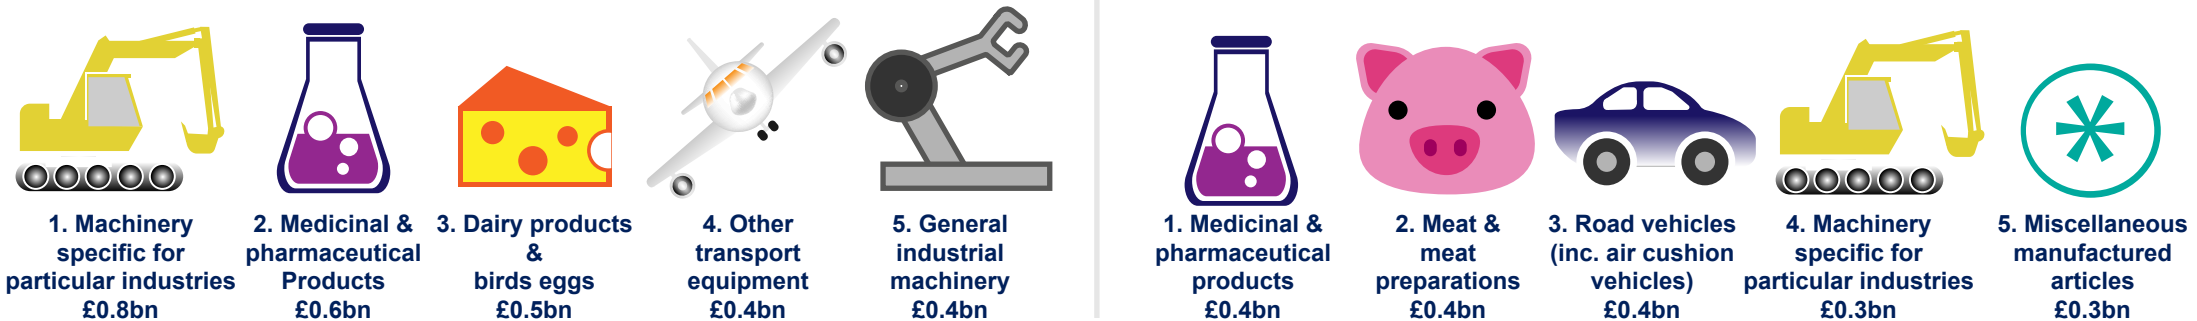 1. Machinery
specific for
particular industries
£0.8bn
2. Medicinal &
pharmaceutical
Products
£0.6bn
3. Dairy products
&
birds eggs
£0.5bn
4. Other
transport
equipment
£0.4bn
5. General
industrial
machinery
£0.4bn
1. Medicinal &
pharmaceutical
products
£0.4bn
2. Meat &
meat
preparations
£0.4bn
3. Road vehicles
(inc. air cushion
vehicles)
£0.4bn
4. Machinery
specific for
particular industries
£0.3bn
5. Miscellaneous
manufactured
articles
£0.3bn